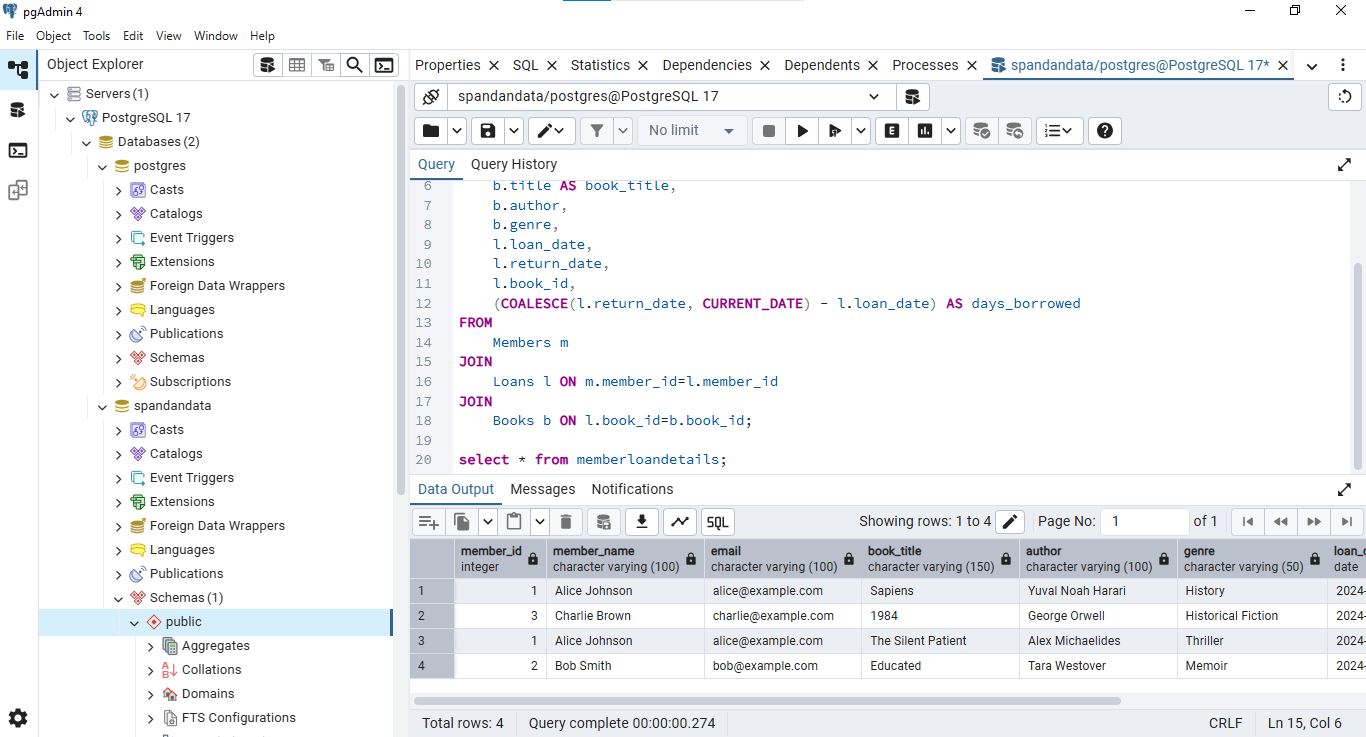 pgAdmin 4
File Object Tools Edit View Window Help
Object Explorer
Properties SQL Statistics Dependencies Dependents Processes spandandata/postgres@PostgreSQL 17*
Servers (1)
PostgreSQL 17
Databases (2)
postgres
Casts
Catalogs
Event Triggers
Extensions
Foreign Data Wrappers
Languages
Publications
Schemas
Subscriptions
spandandata
Casts
Catalogs
Event Triggers
Extensions
Foreign Data Wrappers
Languages
Publications
Schemas (1)
public
Aggregates
Collations
Domains
FTS Configurations
spandandata/postgres@PostgreSQL 17
No limit
E
Query Query History
6 b.title AS book_title,
7 b.author,
8 b.genre,
9 l.loan_date,
10 l.return_date,
11 l.book_id,
12 (COALESCE(l.return_date, CURRENT_DATE) - l.loan_date) AS days_borrowed
13 FROM
14 Members m
15 JOIN
16 Loans l ON m.member_id=l.member_id
17 JOIN
18 Books b ON l.book_id=b.book_id;
19
20 select * from memberloandetails;
Data Output Messages Notifications
SQL Showing rows: 1 to 4 Page No: 1 of 1
member_id member_name email book_title author genre
integer character varying (100) character varying (100) character varying (150) character varying (100) character varying (50) date
1 1 Alice Johnson alice@example.com Sapiens Yuval Noah Harari History 2024-
2 3 Charlie Brown charlie@example.com 1984 George Orwell Historical Fiction 2024-
3 1 Alice Johnson alice@example.com The Silent Patient Alex Michaelides Thriller 2024-
4 2 Bob Smith bob@example.com Educated Tara Westover Memoir 2024-
Total rows: 4 Query complete 00:00:00.274 CRLF Ln 15, Col 6